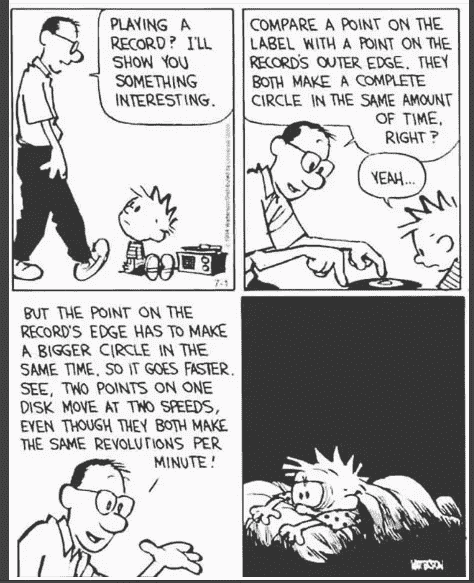 PLAYING A
RECORD? I'LL
SHOW YOU
SOMETHING
INTERESTING.
COMPARE A POINT ON THE
LABEL WITH A POINT ON THE
RECORD'S OUTER EDGE. THEY
BOTH MAKE A COMPLETE
CIRCLE IN THE SAME AMOUNT
OF TIME,
RIGHT?
YEAH...
7-1
BUT THE POINT ON THE
RECORD'S EDGE HAS TO MAKE
A BIGGER CIRCLE IN THE
SAME TIME, SO IT GOES FASTER.
SEE, TWO POINTS ON ONE
DISK MOVE AT TWO SPEEDS,
EVEN THOUGH THEY BOTH MAKE
THE SAME REVOLUTIONS PER
MINUTE!
WATTERSON